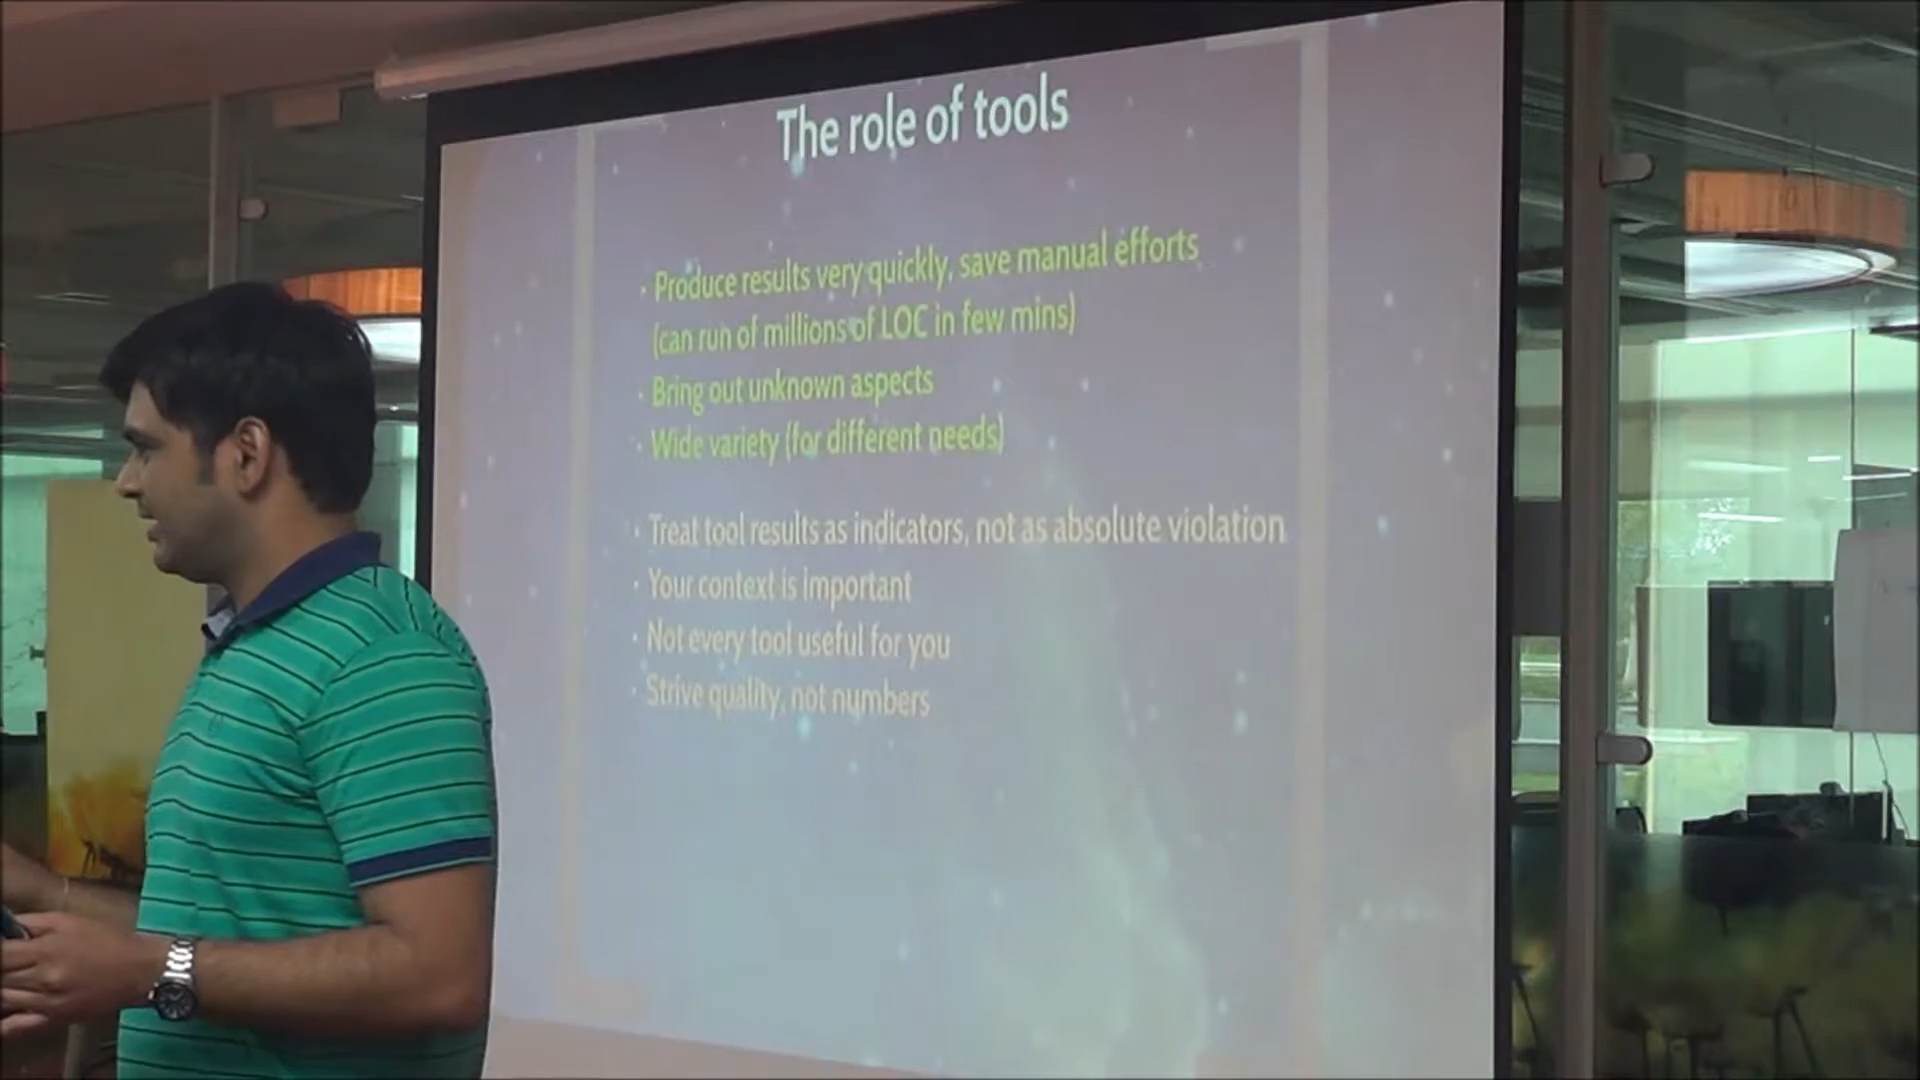 The role of tools
· Produce results very quickly, save manual efforts
(can run of millions of LOC in few mins)
· Bring out unknown aspects
· Wide variety (for different needs)
· Treat tool results as indicators, not as absolute violation
· Your context is important
· Not every tool useful for you
· Strive quality, not numbers